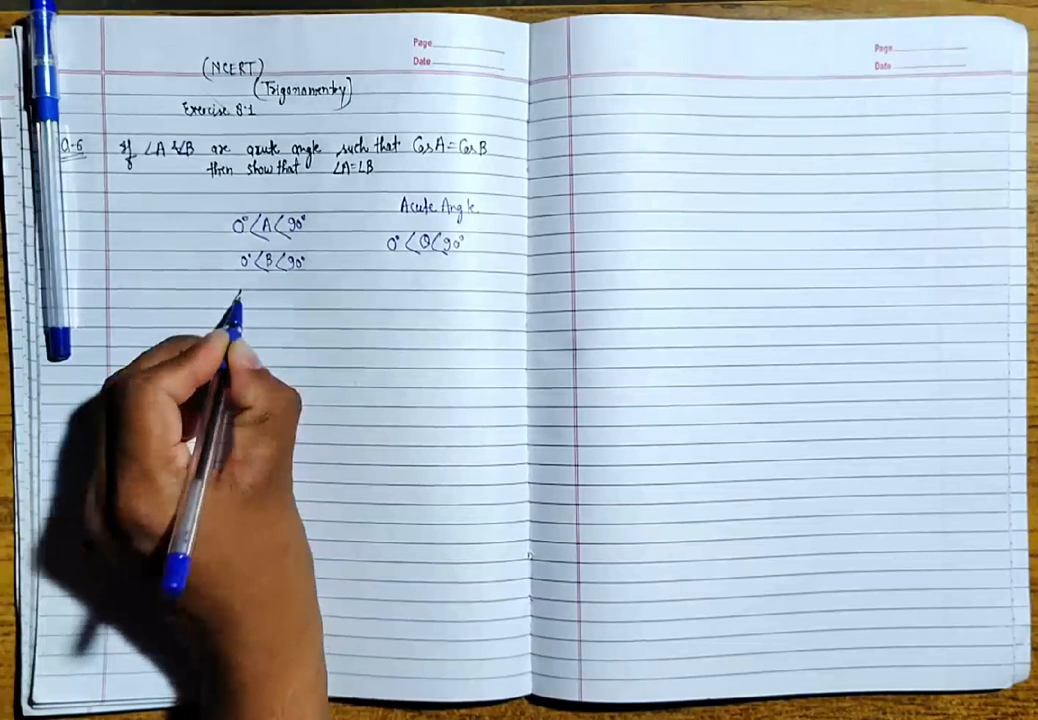 Page
Date
Page
Date
(NCERT)
(Trigonamentry)
Exercise 8.1
Q-6 If ∠A & ∠B are acute angle such that Cos A = Cos B
then show that ∠A = ∠B
Acute Angle
0° < A < 90°
0° < θ < 90°
0° < B < 90°